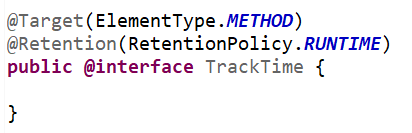 @Target(ElementType.METHOD)
@Retention(RetentionPolicy.RUNTIME)
public @interface TrackTime {
}